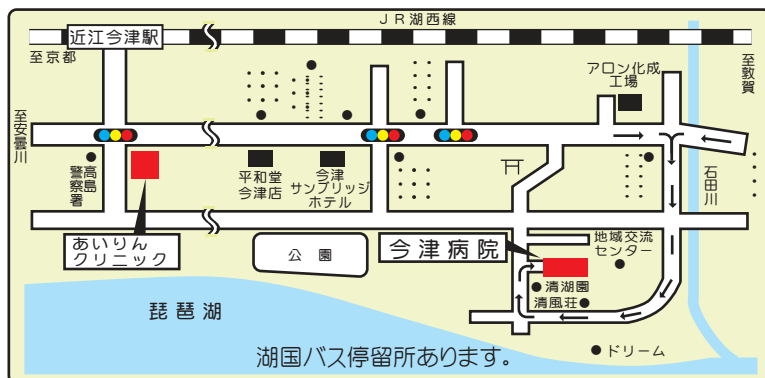 JR湖西線
近江今津駅
至京都
至敦賀
アロン化成
工場
至安曇川
高島
警察署
平和堂
今津店
今津
サンブリッジ
ホテル
石田川
あいりん
クリニック
公園
今津病院
地域交流
センター
清湖園
清風荘
琵琶湖
ドリーム
湖国バス停留所あります。